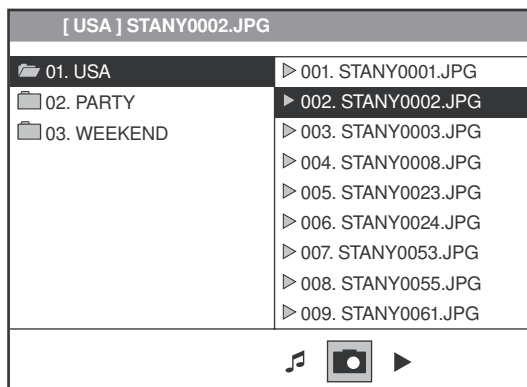 [ USA ] STANY0002.JPG
01. USA
02. PARTY
03. WEEKEND
001. STANY0001.JPG
002. STANY0002.JPG
003. STANY0003.JPG
004. STANY0008.JPG
005. STANY0023.JPG
006. STANY0024.JPG
007. STANY0053.JPG
008. STANY0055.JPG
009. STANY0061.JPG